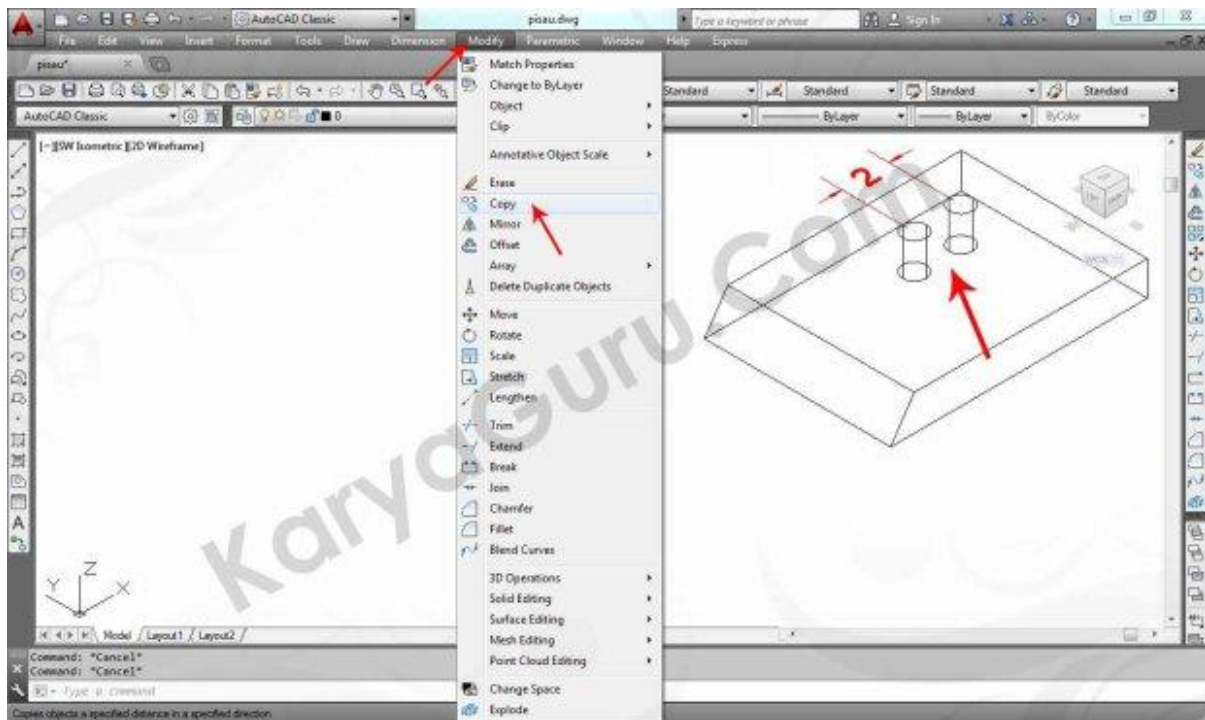 AutoCAD Classic
pisau.dwg
Type a keyword or phrase
Sign In
File Edit View Insert Format Tools Draw Dimension Modify Parametric Window Help Express
pisau*
Standard Standard Standard Standard
AutoCAD Classic
0
ByLayer ByLayer ByColor
[-][SW Isometric][2D Wireframe]
Match Properties
Change to ByLayer
Object
Clip
Annotative Object Scale
Erase
Copy
Mirror
Offset
Array
Delete Duplicate Objects
Move
Rotate
Scale
Stretch
Lengthen
Trim
Extend
Break
Join
Chamfer
Fillet
Blend Curves
3D Operations
Solid Editing
Surface Editing
Mesh Editing
Point Cloud Editing
Change Space
Explode
2
WCS
KaryaGuru.Com
Z
Y
X
Model / Layout1 / Layout2 /
Command: *Cancel*
Command: *Cancel*
Type a command
Copies objects a specified distance in a specified direction